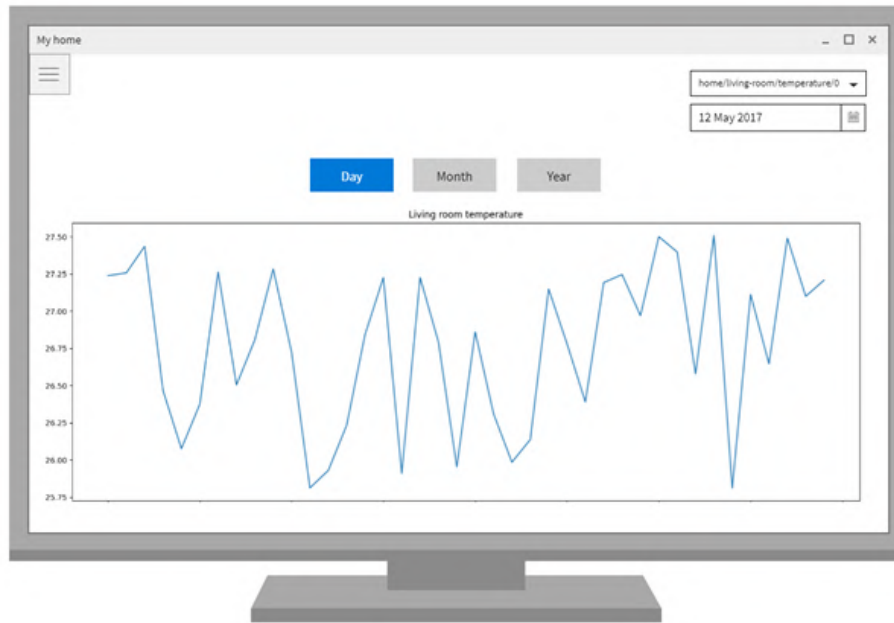 My home
home/living-room/temperature/0
12 May 2017
Day Month Year
Living room temperature
27.50
27.25
27.00
26.75
26.50
26.25
26.00
25.75